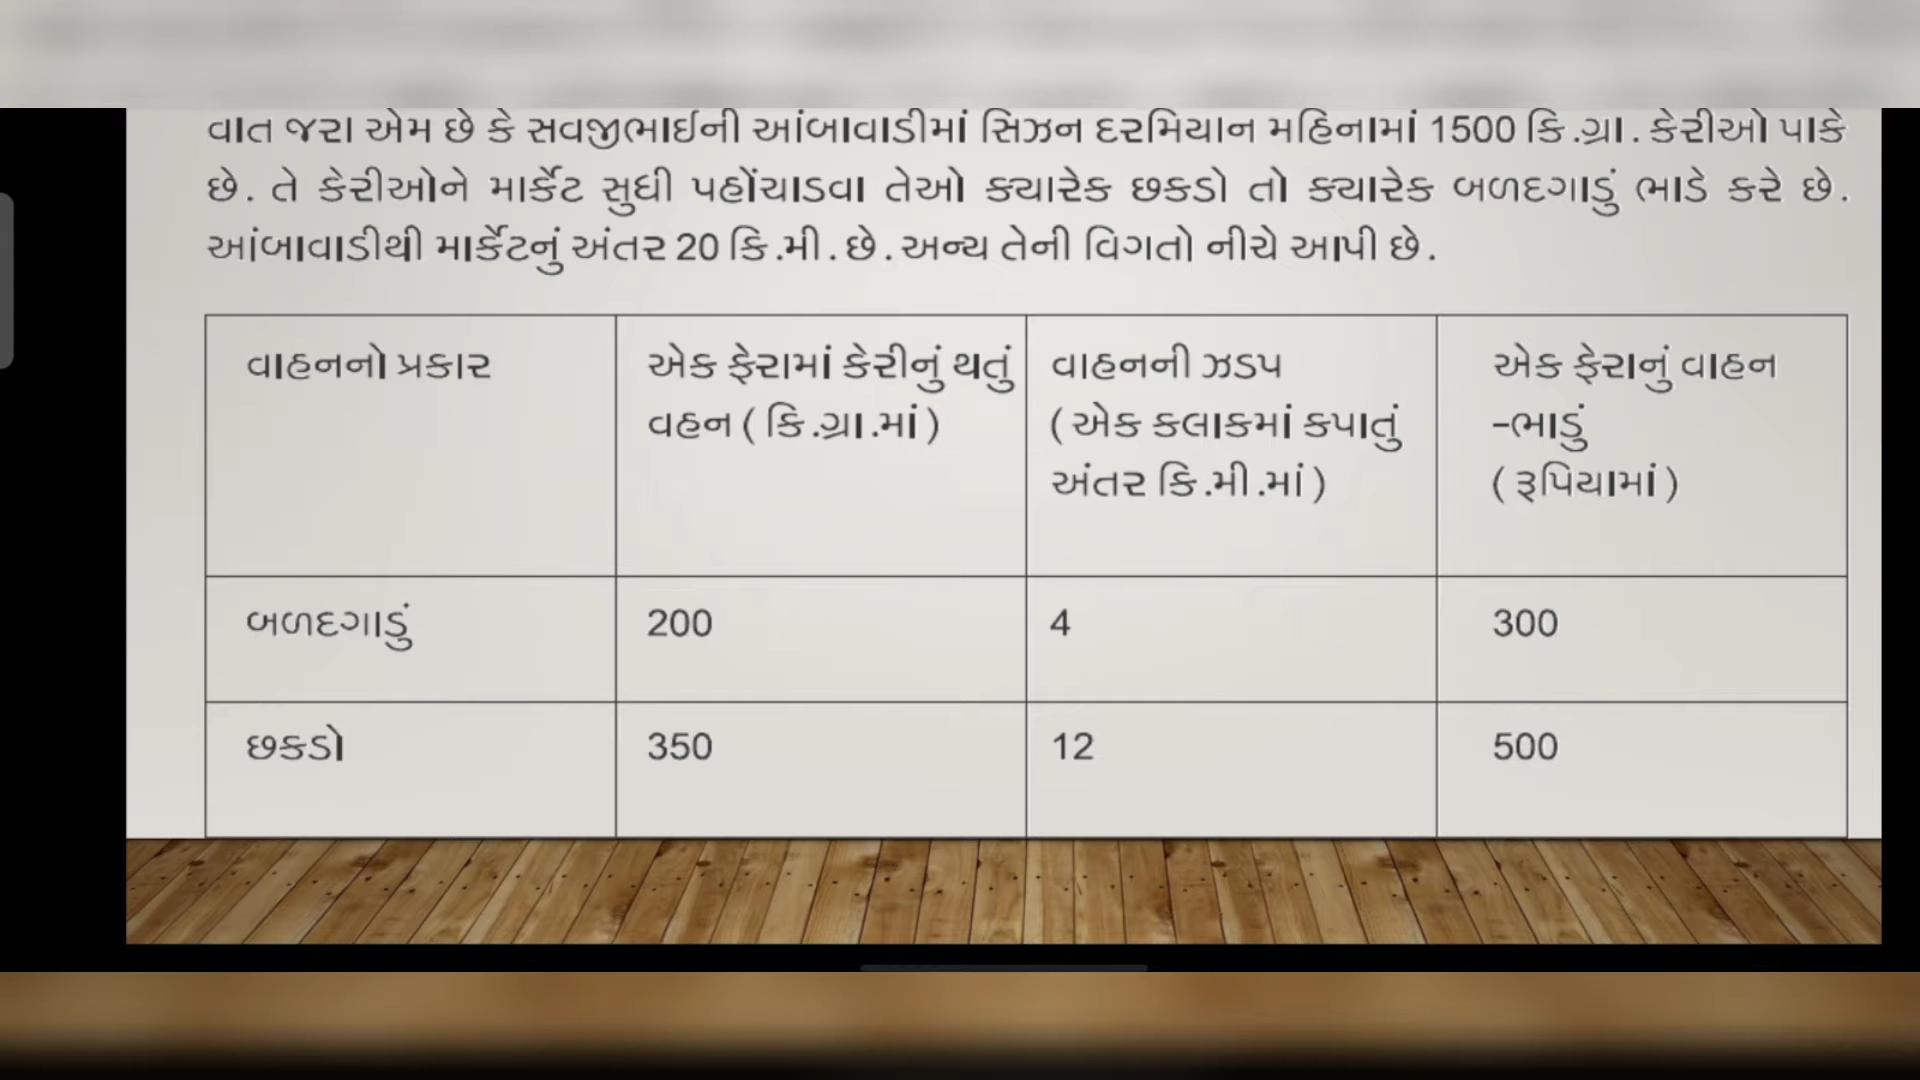 વાત જરા એમ છે કે સવજીભાઈની આંબાવાડીમાં સિઝન દરમિયાન મહિનામાં 1500 કિ.ગ્રા. કેરીઓ પાકે
છે. તે કેરીઓને માર્કેટ સુધી પહોંચાડવા તેઓ ક્યારેક છકડો તો ક્યારેક બળદગાડું ભાડે કરે છે.
આંબાવાડીથી માર્કેટનું અંતર 20 કિ.મી. છે. અન્ય તેની વિગતો નીચે આપી છે.
વાહનનો પ્રકાર
એક ફેરામાં કેરીનું થતું
વહન ( કિ.ગ્રા.માં )
વાહનની ઝડપ
( એક કલાકમાં કપાતું
અંતર કિ.મી.માં )
એક ફેરાનું વાહન
-ભાડું
( રૂપિયામાં )
બળદગાડું 200 4 300
છકડો 350 12 500